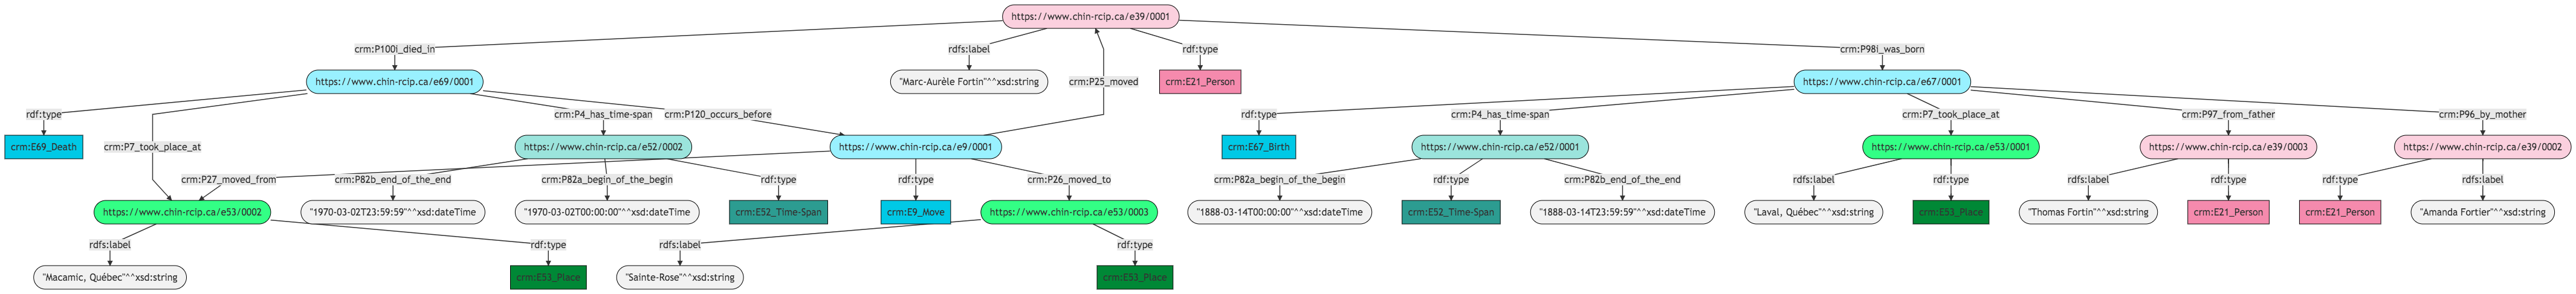 https://www.chin-rcip.ca/e39/0001
crm:P100i_died_in
rdfs:label
rdf:type
crm:P98i_was_born
https://www.chin-rcip.ca/e69/0001
"Marc-Aurèle Fortin"^^xsd:string
crm:P25_moved
crm:E21_Person
https://www.chin-rcip.ca/e67/0001
rdf:type
crm:P4_has_time-span
crm:P120_occurs_before
rdf:type
crm:P4_has_time-span
crm:P7_took_place_at
crm:P97_from_father
crm:P96_by_mother
crm:E69_Death
crm:P7_took_place_at
https://www.chin-rcip.ca/e52/0002
https://www.chin-rcip.ca/e9/0001
crm:E67_Birth
https://www.chin-rcip.ca/e52/0001
https://www.chin-rcip.ca/e53/0001
https://www.chin-rcip.ca/e39/0003
https://www.chin-rcip.ca/e39/0002
crm:P27_moved_from
crm:P82b_end_of_the_end
crm:P82a_begin_of_the_begin
rdf:type
rdf:type
crm:P26_moved_to
crm:P82a_begin_of_the_begin
rdf:type
crm:P82b_end_of_the_end
rdfs:label
rdf:type
rdfs:label
rdf:type
rdf:type
rdfs:label
https://www.chin-rcip.ca/e53/0002
"1970-03-02T23:59:59"^^xsd:dateTime
"1970-03-02T00:00:00"^^xsd:dateTime
crm:E52_Time-Span
crm:E9_Move
https://www.chin-rcip.ca/e53/0003
"1888-03-14T00:00:00"^^xsd:dateTime
crm:E52_Time-Span
"1888-03-14T23:59:59"^^xsd:dateTime
"Laval, Québec"^^xsd:string
crm:E53_Place
"Thomas Fortin"^^xsd:string
crm:E21_Person
crm:E21_Person
"Amanda Fortier"^^xsd:string
rdfs:label
rdf:type
rdfs:label
rdf:type
"Macamic, Québec"^^xsd:string
crm:E53_Place
"Sainte-Rose"^^xsd:string
crm:E53_Place